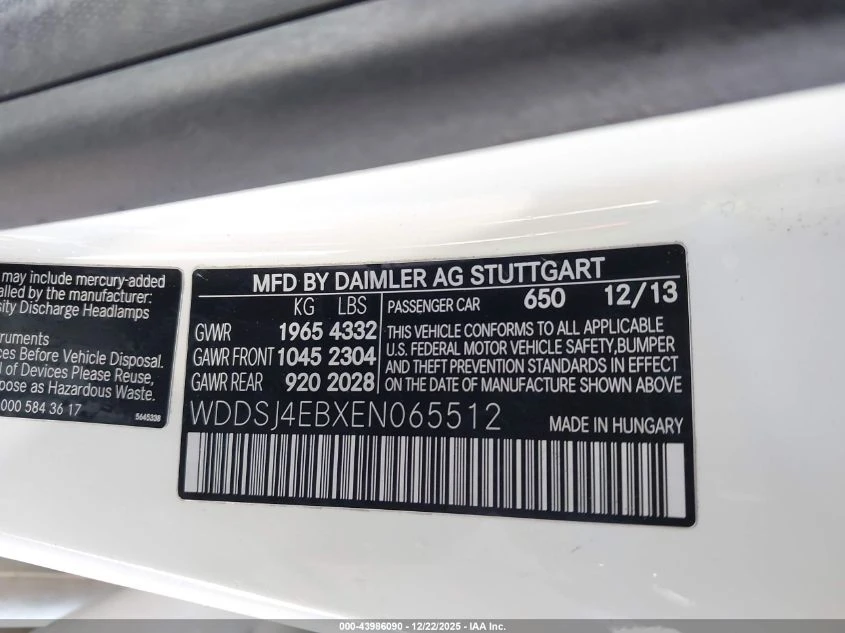 may include mercury-added
alled by the manufacturer:
sity Discharge Headlamps
truments
ces Before Vehicle Disposal.
l of Devices Please Reuse,
pose as Hazardous Waste.
000 584 36 17
5645338
MFD BY DAIMLER AG STUTTGART
KG LBS
GVWR 1965 4332
GAWR FRONT 1045 2304
GAWR REAR 920 2028
PASSENGER CAR 650 12/13
THIS VEHICLE CONFORMS TO ALL APPLICABLE
U.S. FEDERAL MOTOR VEHICLE SAFETY,BUMPER
AND THEFT PREVENTION STANDARDS IN EFFECT
ON THE DATE OF MANUFACTURE SHOWN ABOVE
WDDSJ4EBXEN065512
MADE IN HUNGARY
000-43986090 - 12/22/2025 - IAA Inc.